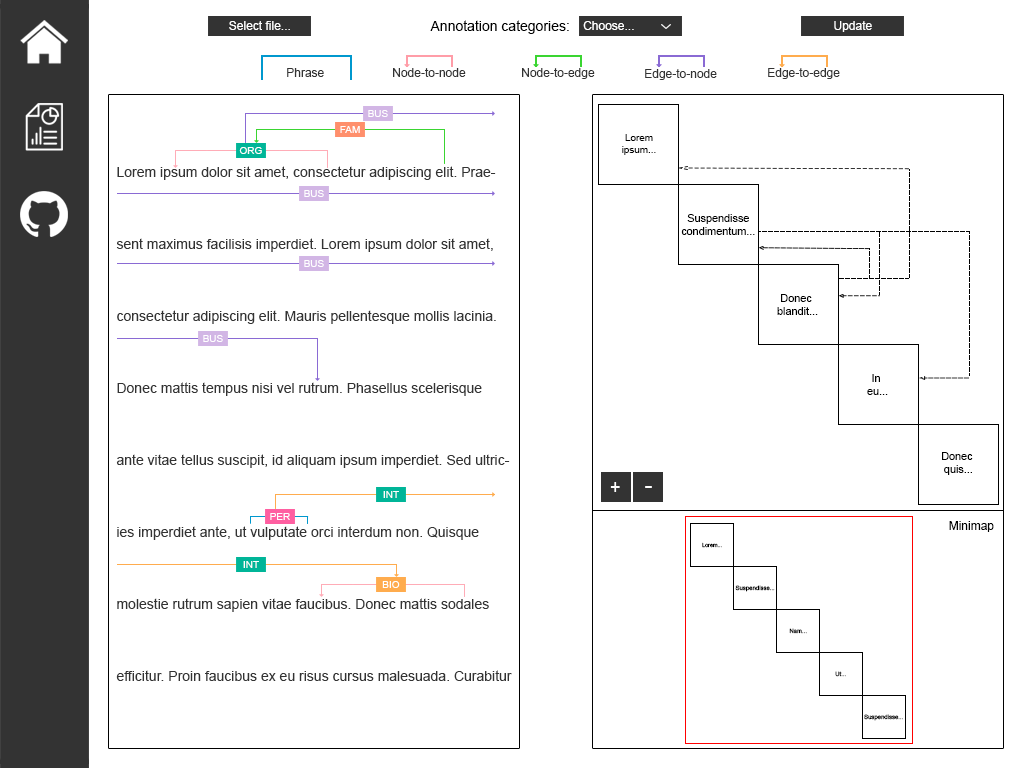 Select file...
Annotation categories:
Choose...
Update
Phrase
Node-to-node
Node-to-edge
Edge-to-node
Edge-to-edge
BUS
FAM
ORG
Lorem ipsum dolor sit amet, consectetur adipiscing elit. Prae-
BUS
sent maximus facilisis imperdiet. Lorem ipsum dolor sit amet,
BUS
consectetur adipiscing elit. Mauris pellentesque mollis lacinia.
BUS
Donec mattis tempus nisi vel rutrum. Phasellus scelerisque
ante vitae tellus suscipit, id aliquam ipsum imperdiet. Sed ultric-
INT
PER
ies imperdiet ante, ut vulputate orci interdum non. Quisque
INT
BIO
molestie rutrum sapien vitae faucibus. Donec mattis sodales
efficitur. Proin faucibus ex eu risus cursus malesuada. Curabitur
Lorem
ipsum...
Suspendisse
condimentum...
Donec
blandit...
In
eu...
Donec
quis...
+
-
Minimap
Lorem...
Suspendisse...
Nam...
Ut...
Suspendisse...